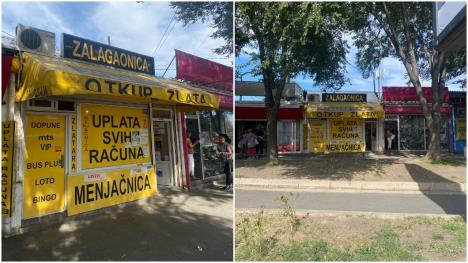 ZALAGAONICA
OTKUP ZLATA
UPLATA SVIH RAČUNA
DOPUNE
mts
VIP
BUS PLUS
LOTO
BINGO
ZLATARA
UPLATA
SVIH
RAČUNA
MENJAČNICA
ZALAGAONICA
OTKUP ZLATA
UPLATA
SVIH
RAČUNA
MENJAČNICA